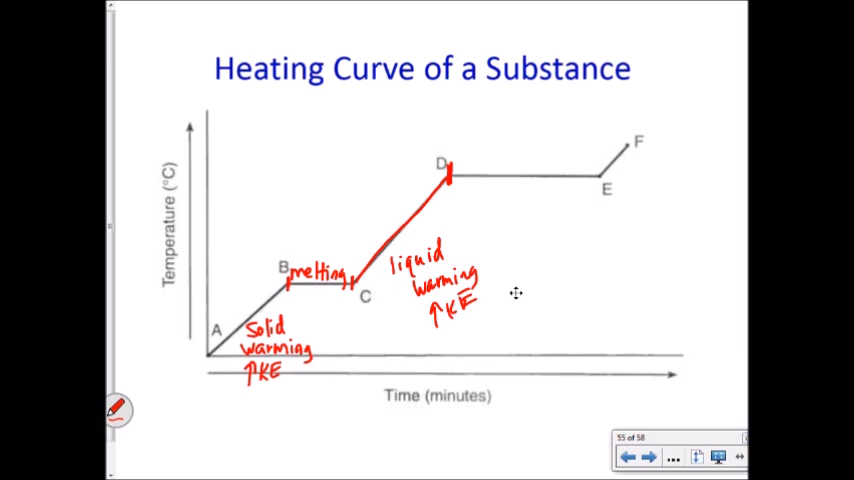 Heating Curve of a Substance
Temperature (°C)
A
B
melting
C
D
E
F
Solid
warming
↑KE
liquid
warming
↑KE
Time (minutes)
55 of 58